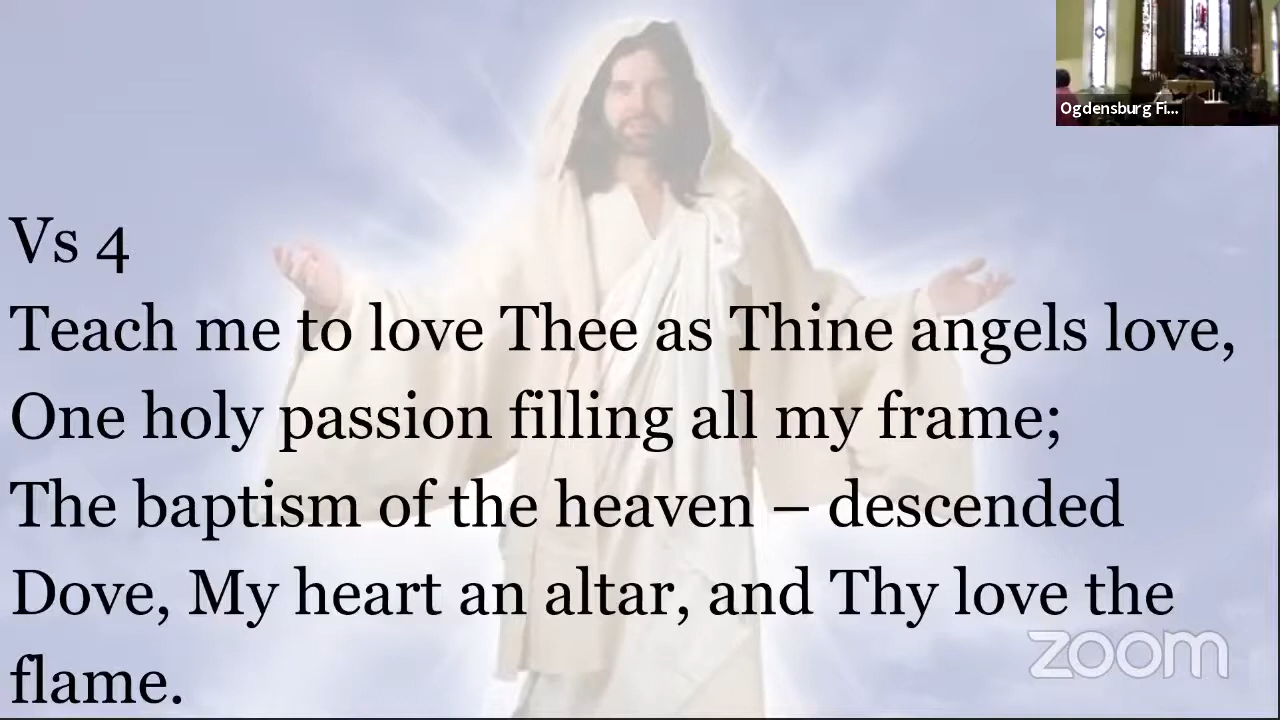 Ogdensburg Fi...
Vs 4
Teach me to love Thee as Thine angels love,
One holy passion filling all my frame;
The baptism of the heaven – descended
Dove, My heart an altar, and Thy love the
flame.
zoom